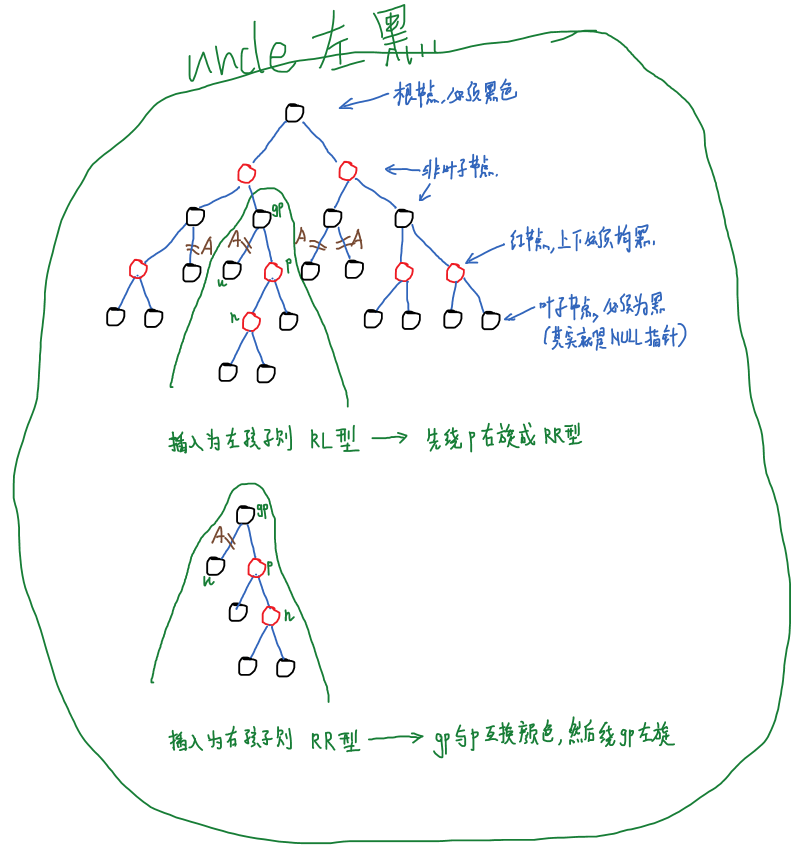 uncle 左黑...
根节点,必须黑色
非叶子节点.
gp
A
A
A
A
u
p
红节点,上下必须均黑.
n
叶子节点,必须为黑
(其实就是NULL指针)
插入为左孩子则 RL型 → 先绕p右旋成RR型
gp
A
u
p
n
插入为右孩子则 RR型 → gp与p互换颜色,然后绕gp左旋